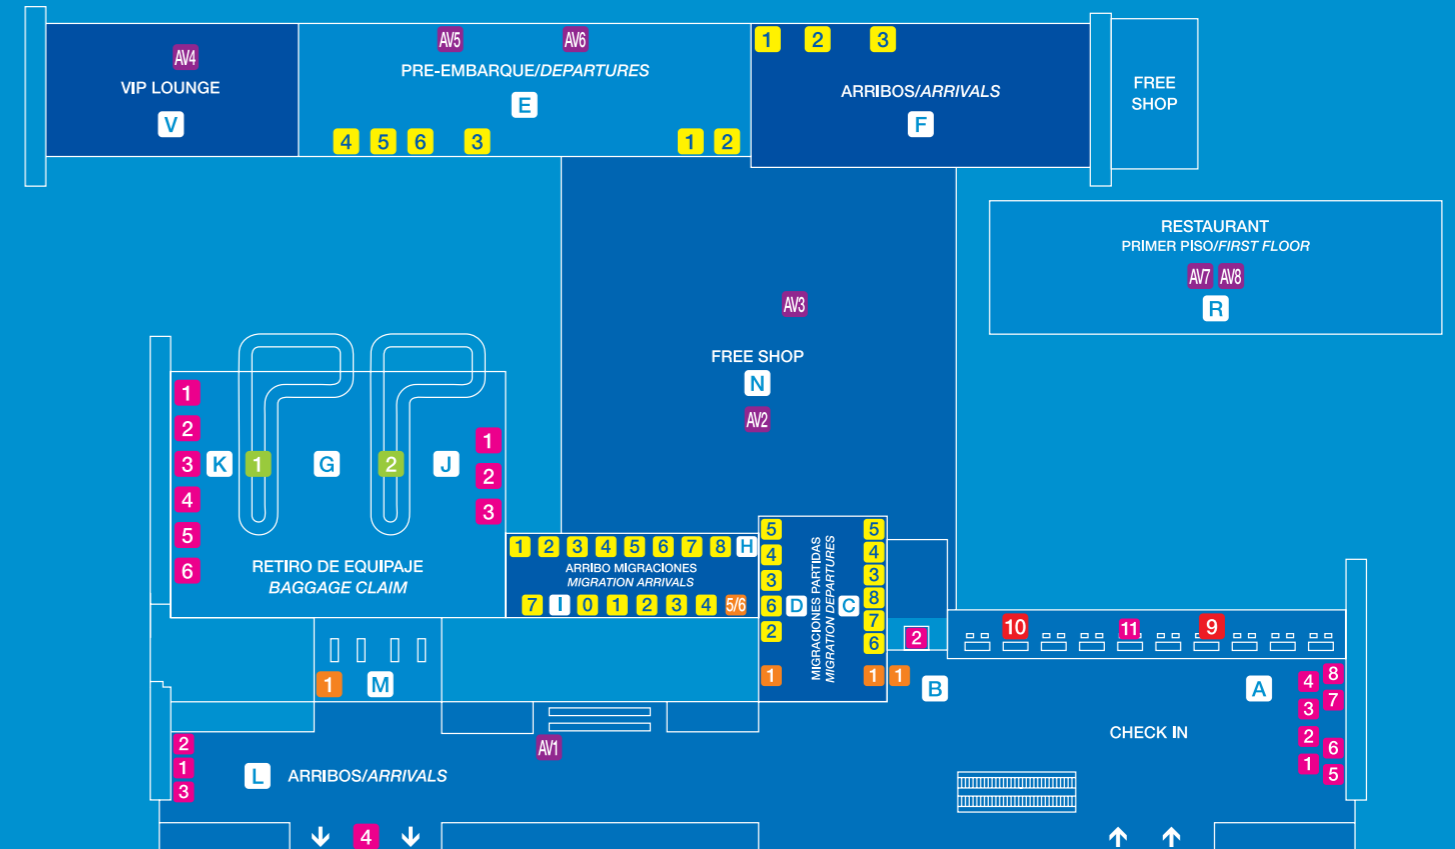 AV4
VIP LOUNGE
V
AV5
AV6
PRE-EMBARQUE/DEPARTURES
E
4
5
6
3
1
2
1
2
3
ARRIBOS/ARRIVALS
F
FREE
SHOP
RESTAURANT
PRIMER PISO/FIRST FLOOR
AV7 AV8
R
AV3
FREE SHOP
N
AV2
1
2
3
4
5
6
K
1
G
2
J
1
2
3
RETIRO DE EQUIPAJE
BAGGAGE CLAIM
1 2 3 4 5 6 7 8 H
ARRIBO MIGRACIONES
MIGRATION ARRIVALS
7 I 0 1 2 3 4 5/6
5
4
3
6
2
1
D
MIGRACIONES PARTIDAS
MIGRATION DEPARTURES
C
5
4
3
8
7
6
1
1
2
B
10
11
9
A
4
3
2
1
8
7
6
5
CHECK IN
1
M
2
1
3
L
ARRIBOS/ARRIVALS
AV1
4